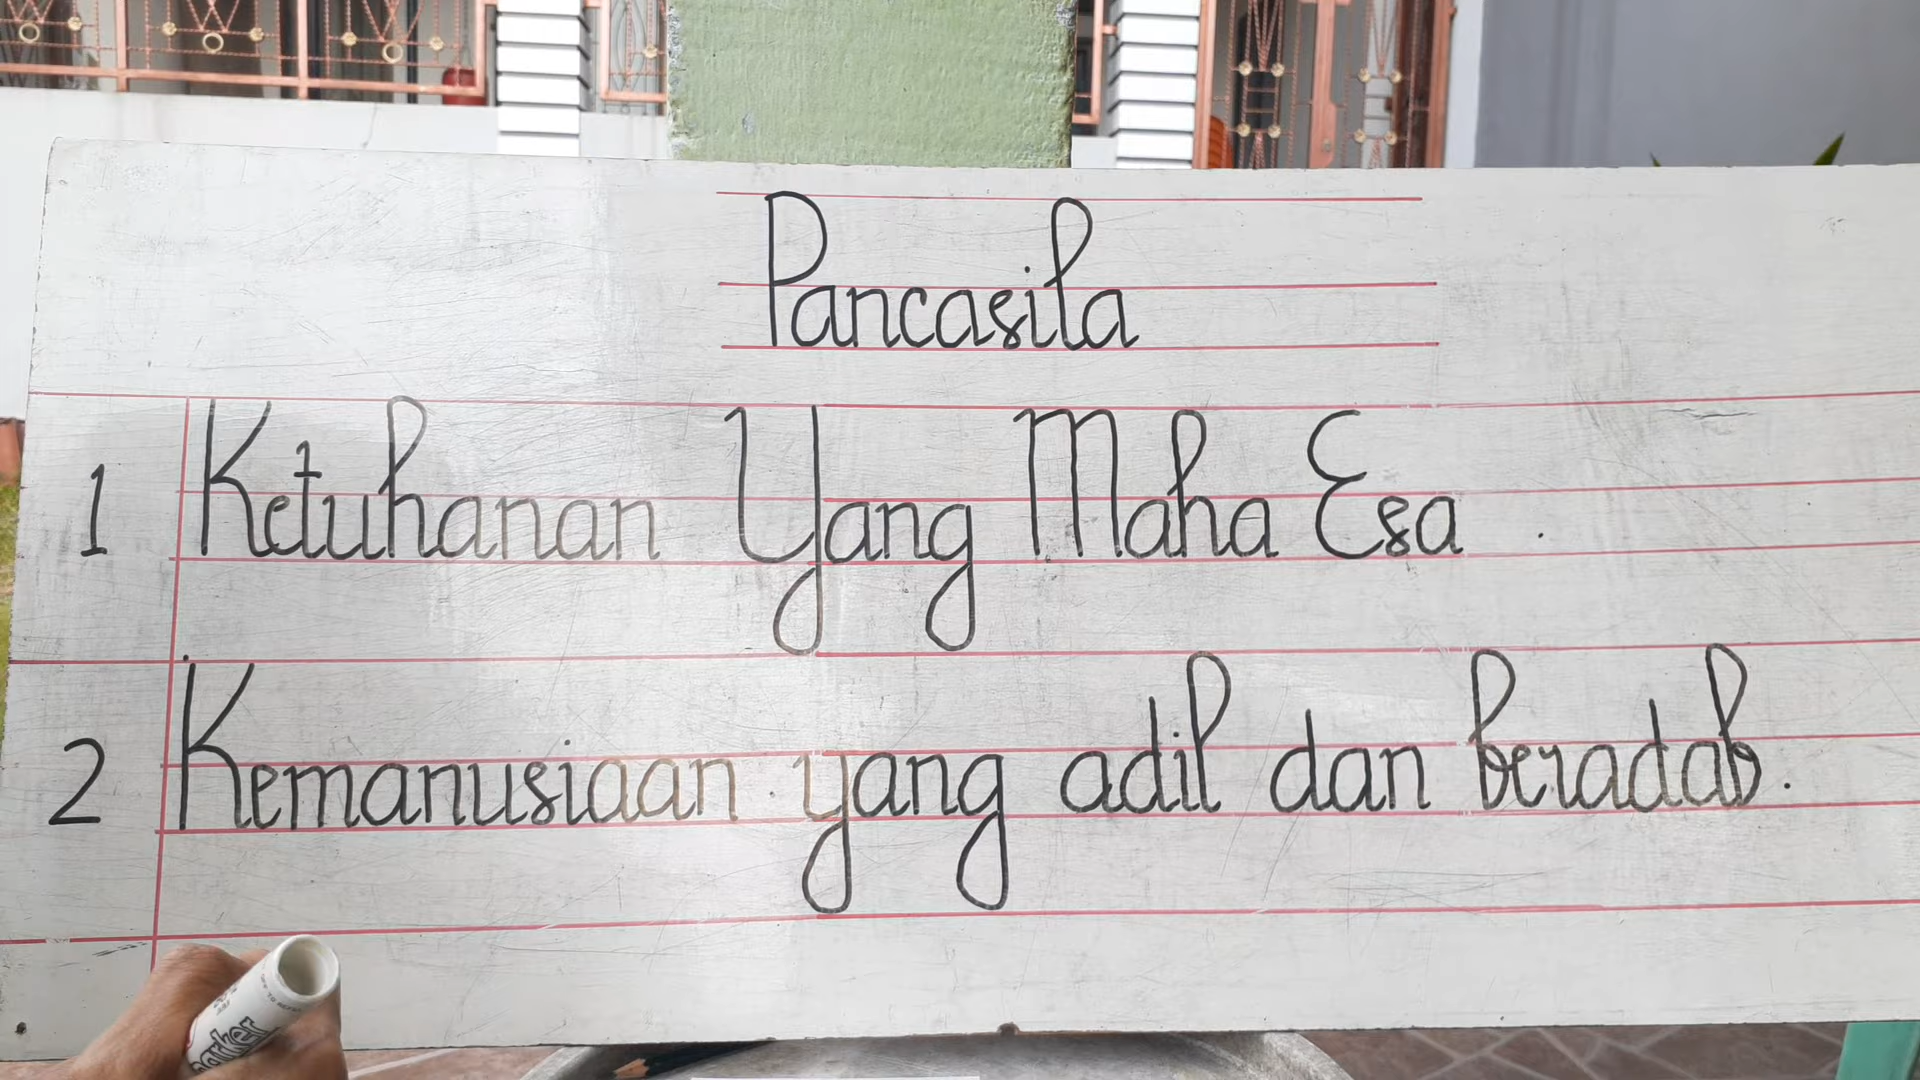 Pancasila
1 Ketuhanan Yang Maha Esa .
2 Kemanusiaan yang adil dan beradab.